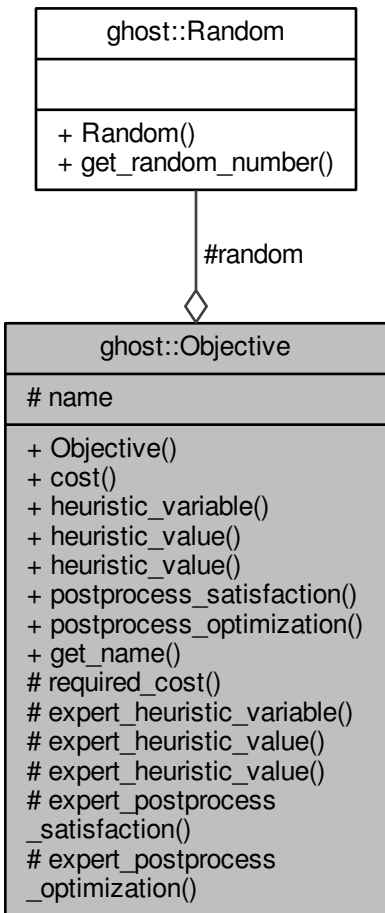 ghost::Random
+ Random()
+ get_random_number()
#random
ghost::Objective
# name
+ Objective()
+ cost()
+ heuristic_variable()
+ heuristic_value()
+ heuristic_value()
+ postprocess_satisfaction()
+ postprocess_optimization()
+ get_name()
# required_cost()
# expert_heuristic_variable()
# expert_heuristic_value()
# expert_heuristic_value()
# expert_postprocess
_satisfaction()
# expert_postprocess
_optimization()